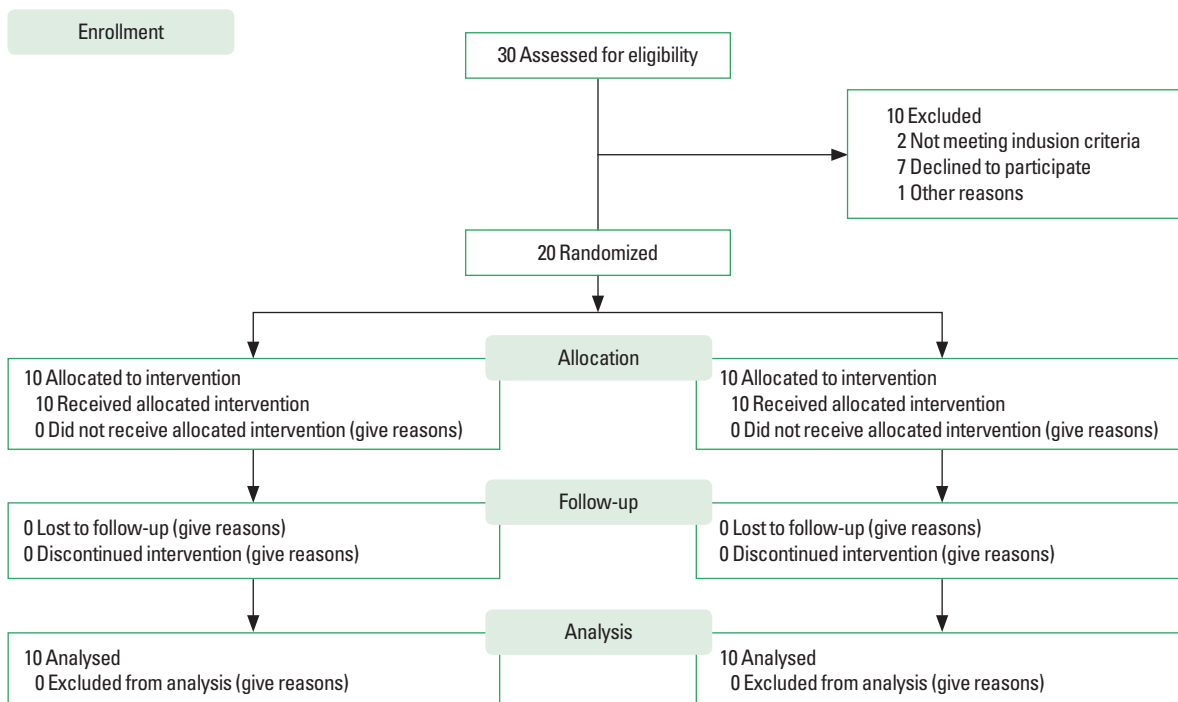 Enrollment
30 Assessed for eligibility
10 Excluded
2 Not meeting indusion criteria
7 Declined to participate
1 Other reasons
20 Randomized
Allocation
10 Allocated to intervention
10 Received allocated intervention
0 Did not receive allocated intervention (give reasons)
10 Allocated to intervention
10 Received allocated intervention
0 Did not receive allocated intervention (give reasons)
Follow-up
0 Lost to follow-up (give reasons)
0 Discontinued intervention (give reasons)
0 Lost to follow-up (give reasons)
0 Discontinued intervention (give reasons)
Analysis
10 Analysed
0 Excluded from analysis (give reasons)
10 Analysed
0 Excluded from analysis (give reasons)